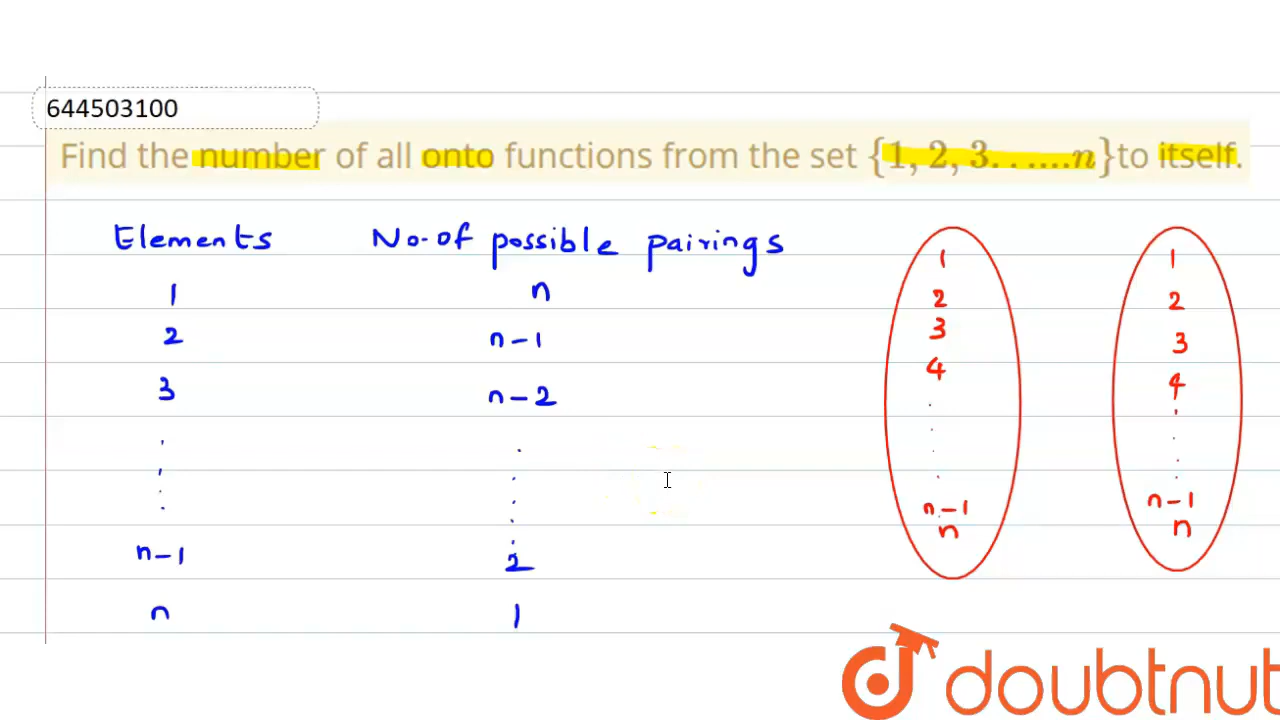 644503100
Find the number of all onto functions from the set {1, 2, 3. . .....n}to itself.
Elements No. of possible pairings
1 n
2 n-1
3 n-2
n-1 2
n 1
1
2
3
4
n-1
n
1
2
3
4
n-1
n
doubtnut